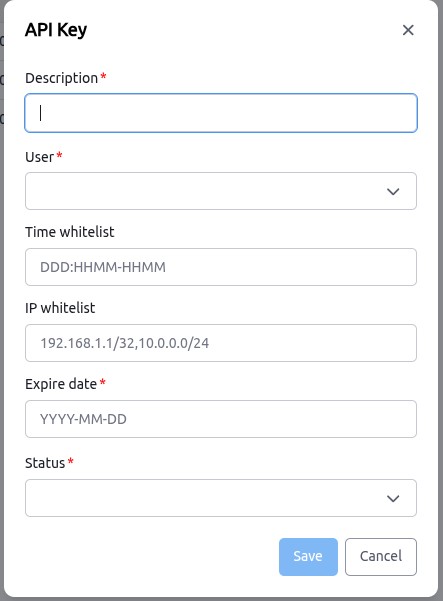 API Key
Description*
User*
Time whitelist
DDD:HHMM-HHMM
IP whitelist
192.168.1.1/32,10.0.0.0/24
Expire date*
YYYY-MM-DD
Status*
Save Cancel